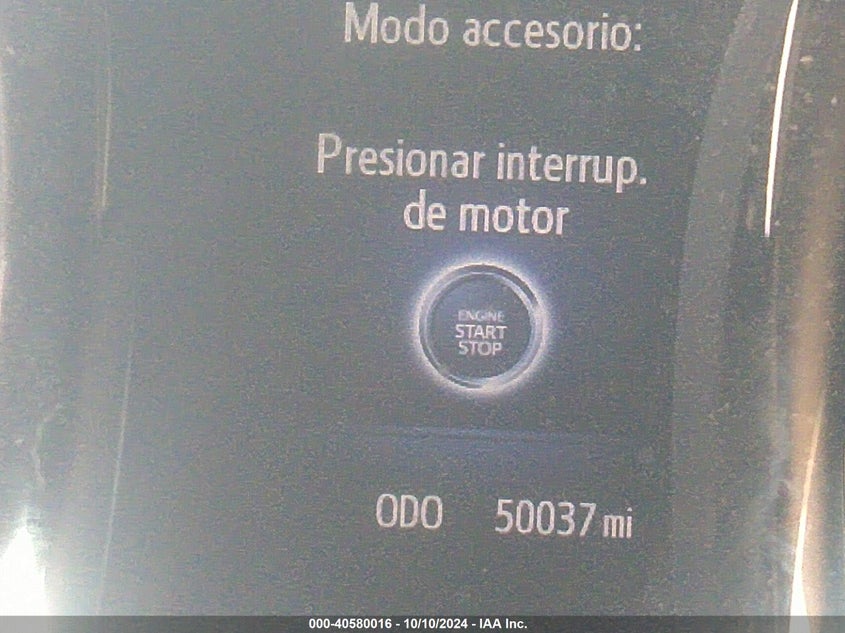 Modo accesorio:
Presionar interrup.
de motor
ENGINE
START
STOP
ODO 50037 mi
000-40580016 - 10/10/2024 - IAA Inc.